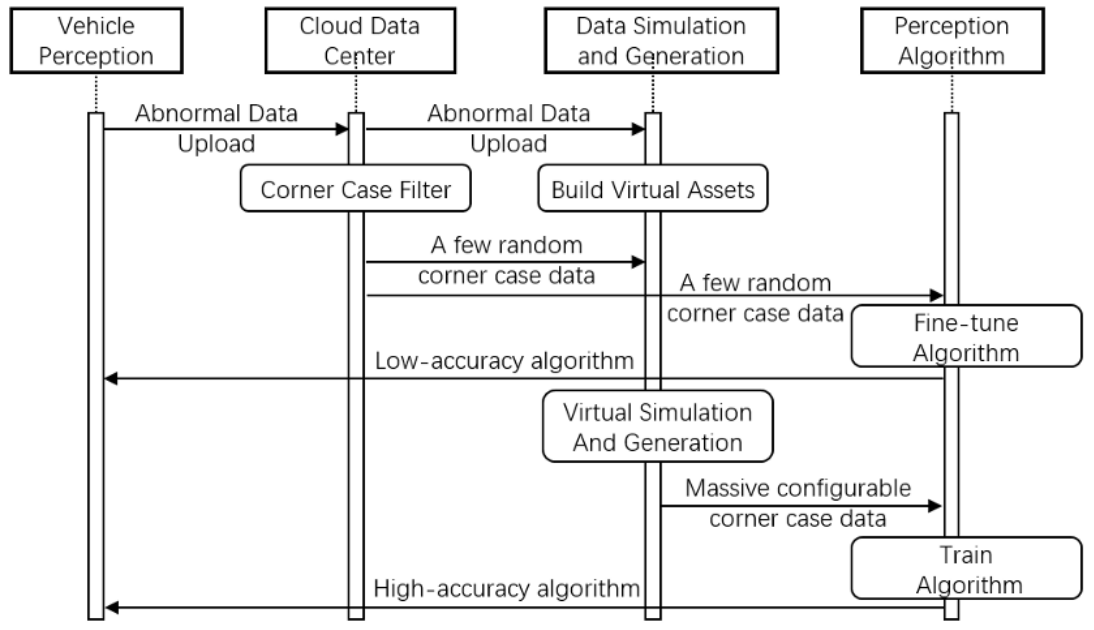 Vehicle
Perception
Cloud Data
Center
Data Simulation
and Generation
Perception
Algorithm
Abnormal Data
Upload
Abnormal Data
Upload
Corner Case Filter
Build Virtual Assets
A few random
corner case data
A few random
corner case data
Fine-tune
Algorithm
Low-accuracy algorithm
Virtual Simulation
And Generation
Massive configurable
corner case data
Train
Algorithm
High-accuracy algorithm